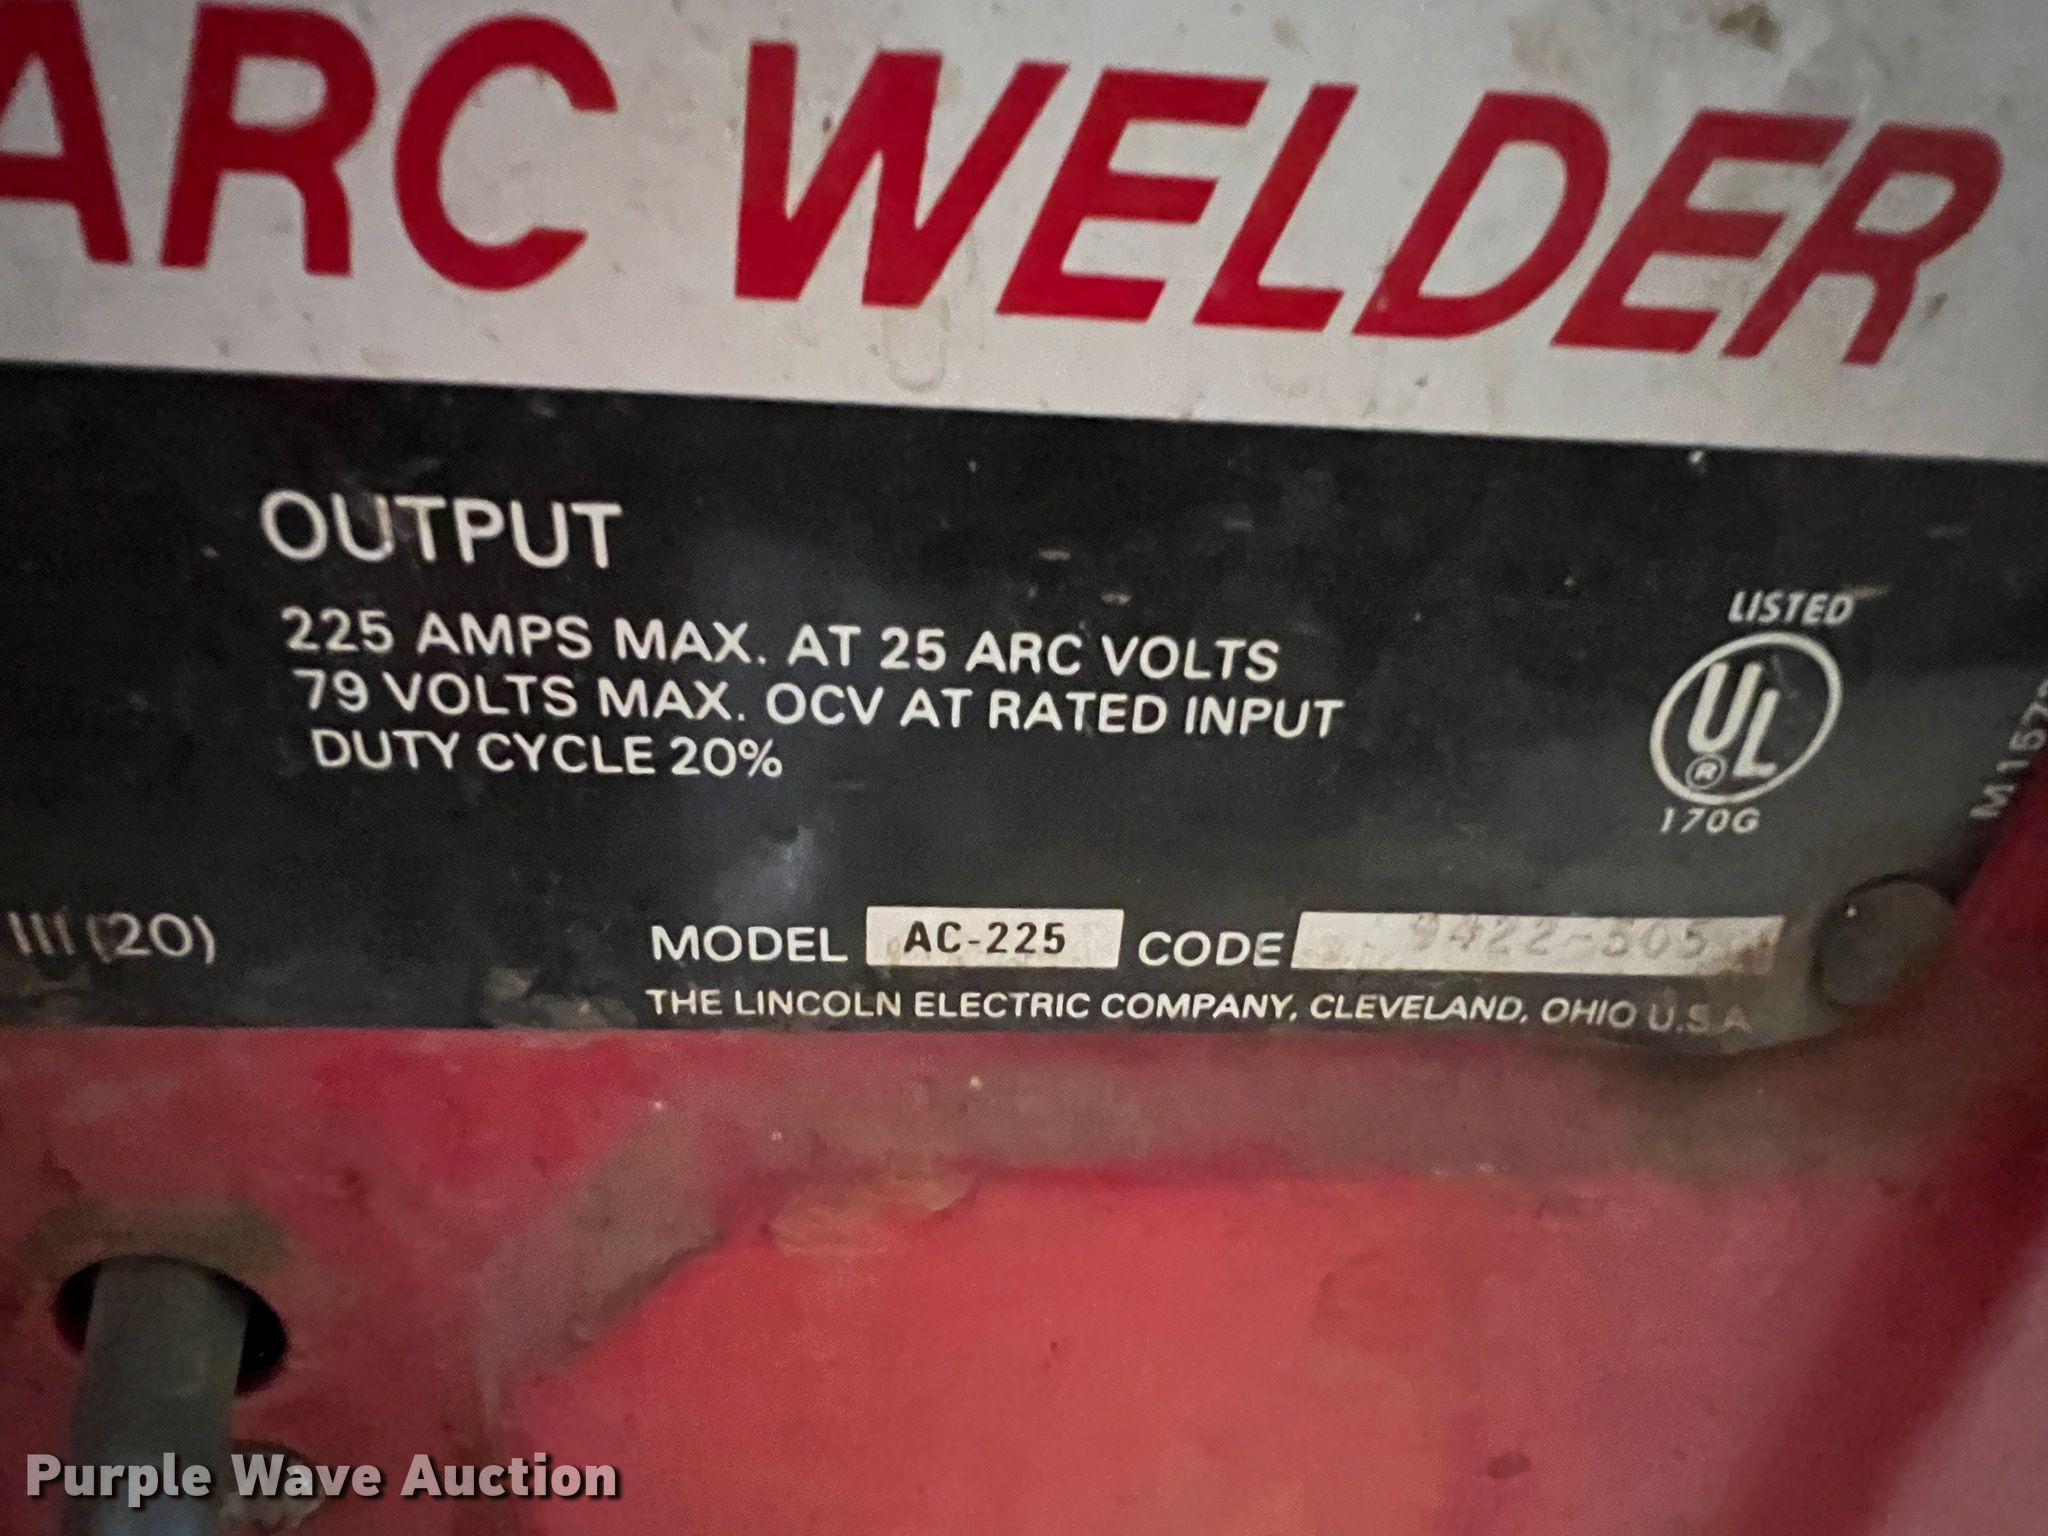 ARC WELDER
OUTPUT
225 AMPS MAX. AT 25 ARC VOLTS
79 VOLTS MAX. OCV AT RATED INPUT
DUTY CYCLE 20%
LISTED
UL
®
170G
III (20)
MODEL AC-225 CODE 9422-505
THE LINCOLN ELECTRIC COMPANY, CLEVELAND, OHIO U.S.A
Purple Wave Auction